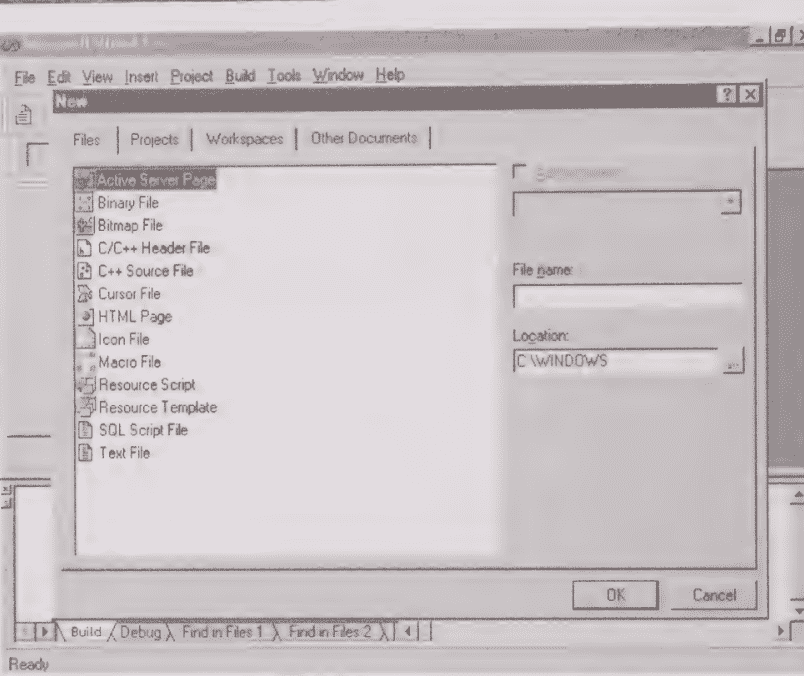 File Edit View Insert Project Build Tools Window Help
New
Files Projects Workspaces Other Documents
Active Server Page
Binary File
Bitmap File
C/C++ Header File
C++ Source File
Cursor File
HTML Page
Icon File
Macro File
Resource Script
Resource Template
SQL Script File
Text File
File name:
Location:
C \WINDOWS
...
OK Cancel
Build Debug Find in Files 1 Find in Files 2
Ready